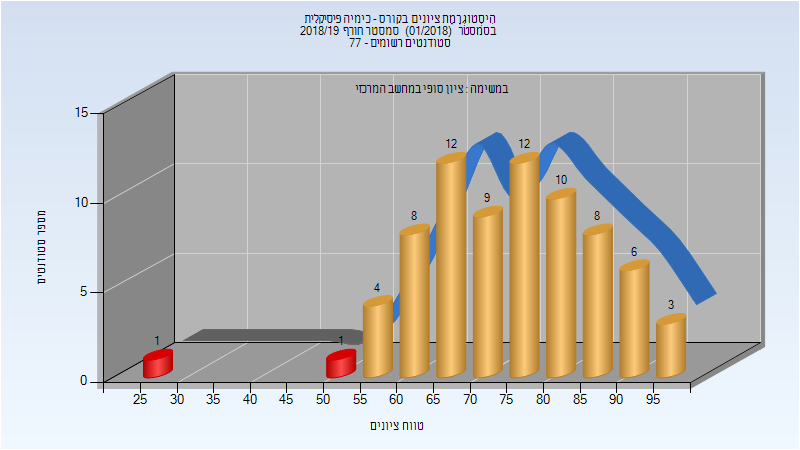 היסטוגרמת ציונים בקורס - כימיה פיסיקלית
בסמסטר (01/2018) סמסטר חורף 2018/19
סטודנטים רשומים - 77
במשימה : ציון סופי במחשב המרכזי
מספר סטודנטים
15
10
5
0
1
1
4
8
12
9
12
10
8
6
3
25 30 35 40 45 50 55 60 65 70 75 80 85 90 95
טווח ציונים